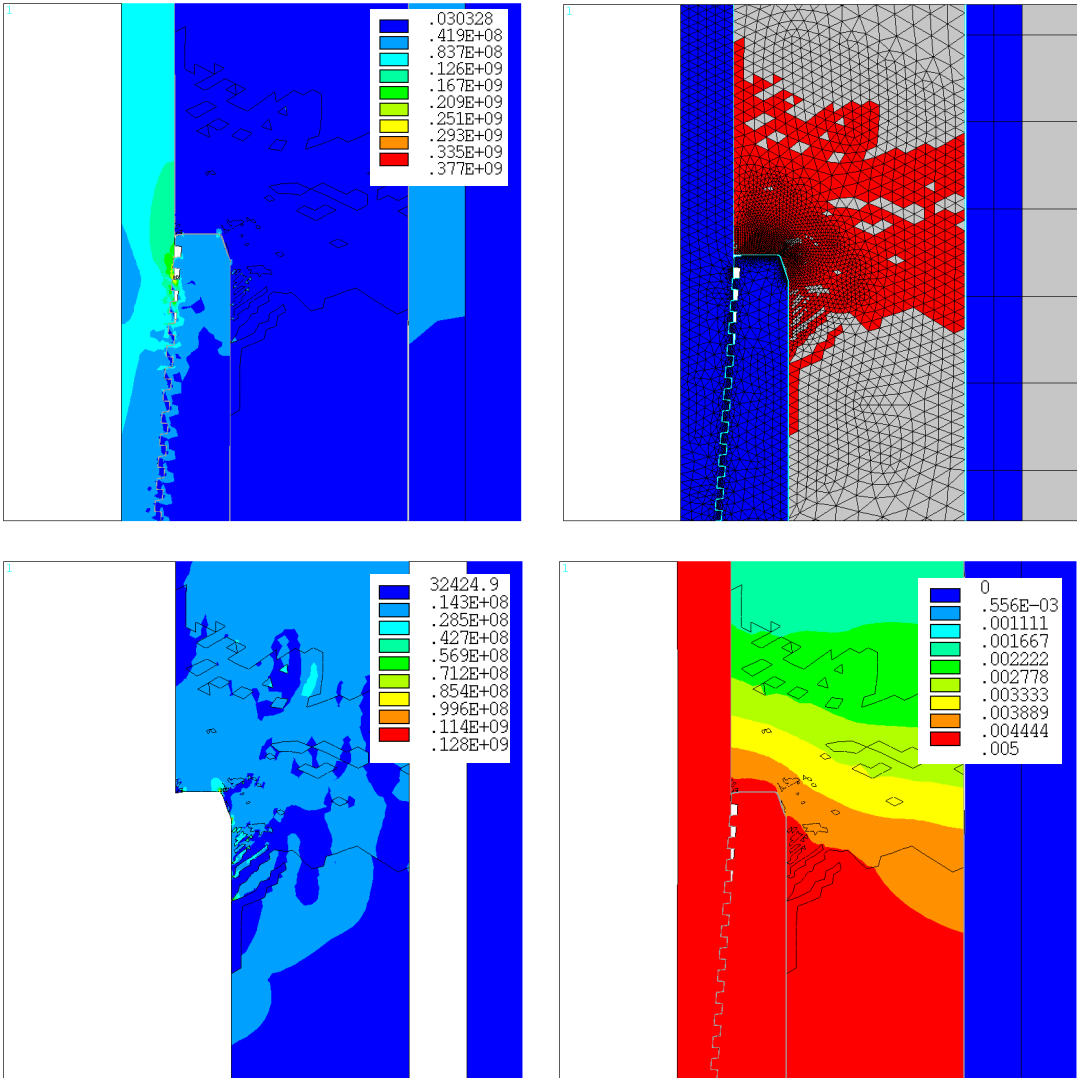 1
.030328
.419E+08
.837E+08
.126E+09
.167E+09
.209E+09
.251E+09
.293E+09
.335E+09
.377E+09
1
1
32424.9
.143E+08
.285E+08
.427E+08
.569E+08
.712E+08
.854E+08
.996E+08
.114E+09
.128E+09
1
0
.556E-03
.001111
.001667
.002222
.002778
.003333
.003889
.004444
.005